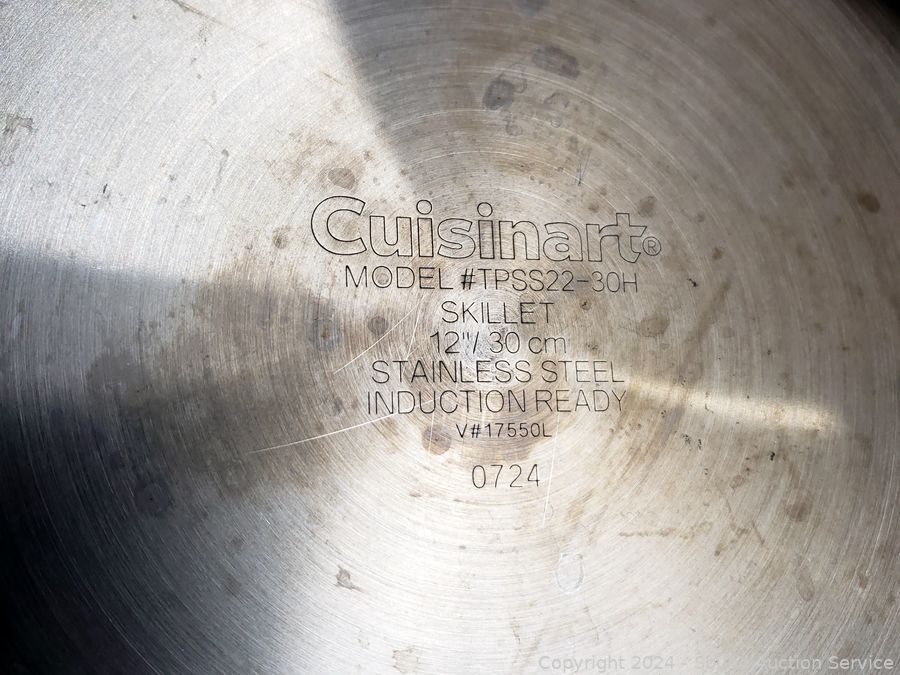 Cuisinart®
MODEL #TPSS22-30H
SKILLET
12"/ 30 cm
STAINLESS STEEL
INDUCTION READY
V#17550L
0724
Copyright 2024 - Auction Service